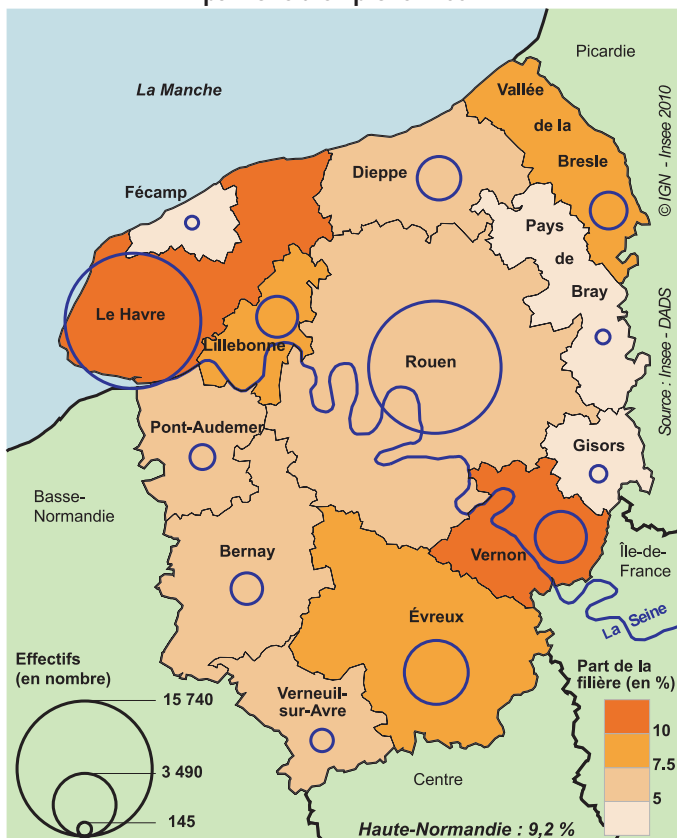 Picardie
La Manche
Vallée
de la
Bresle
Dieppe
Fécamp
Pays
de
Bray
Le Havre
Lillebonne
Rouen
Pont-Audemer
Gisors
Basse-
Normandie
Bernay
Vernon
Île-de-
France
La Seine
Évreux
Verneuil-
sur-Avre
Centre
Effectifs
(en nombre)
15 740
3 490
145
Part de la
filière (en %)
10
7.5
5
Haute-Normandie : 9,2 %
©IGN - Insee 2010
Source : Insee - DADS